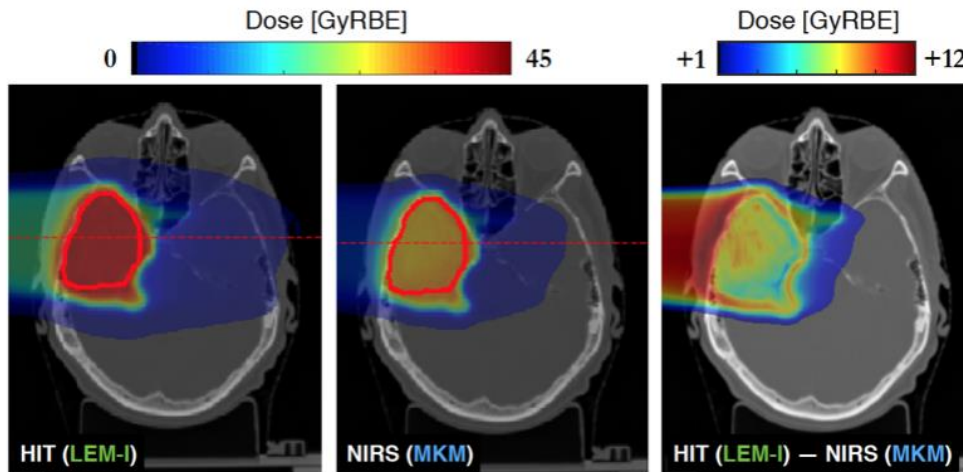 Dose [GyRBE]
0
45
Dose [GyRBE]
+1
+12
HIT (LEM-I)
NIRS (MKM)
HIT (LEM-I) — NIRS (MKM)